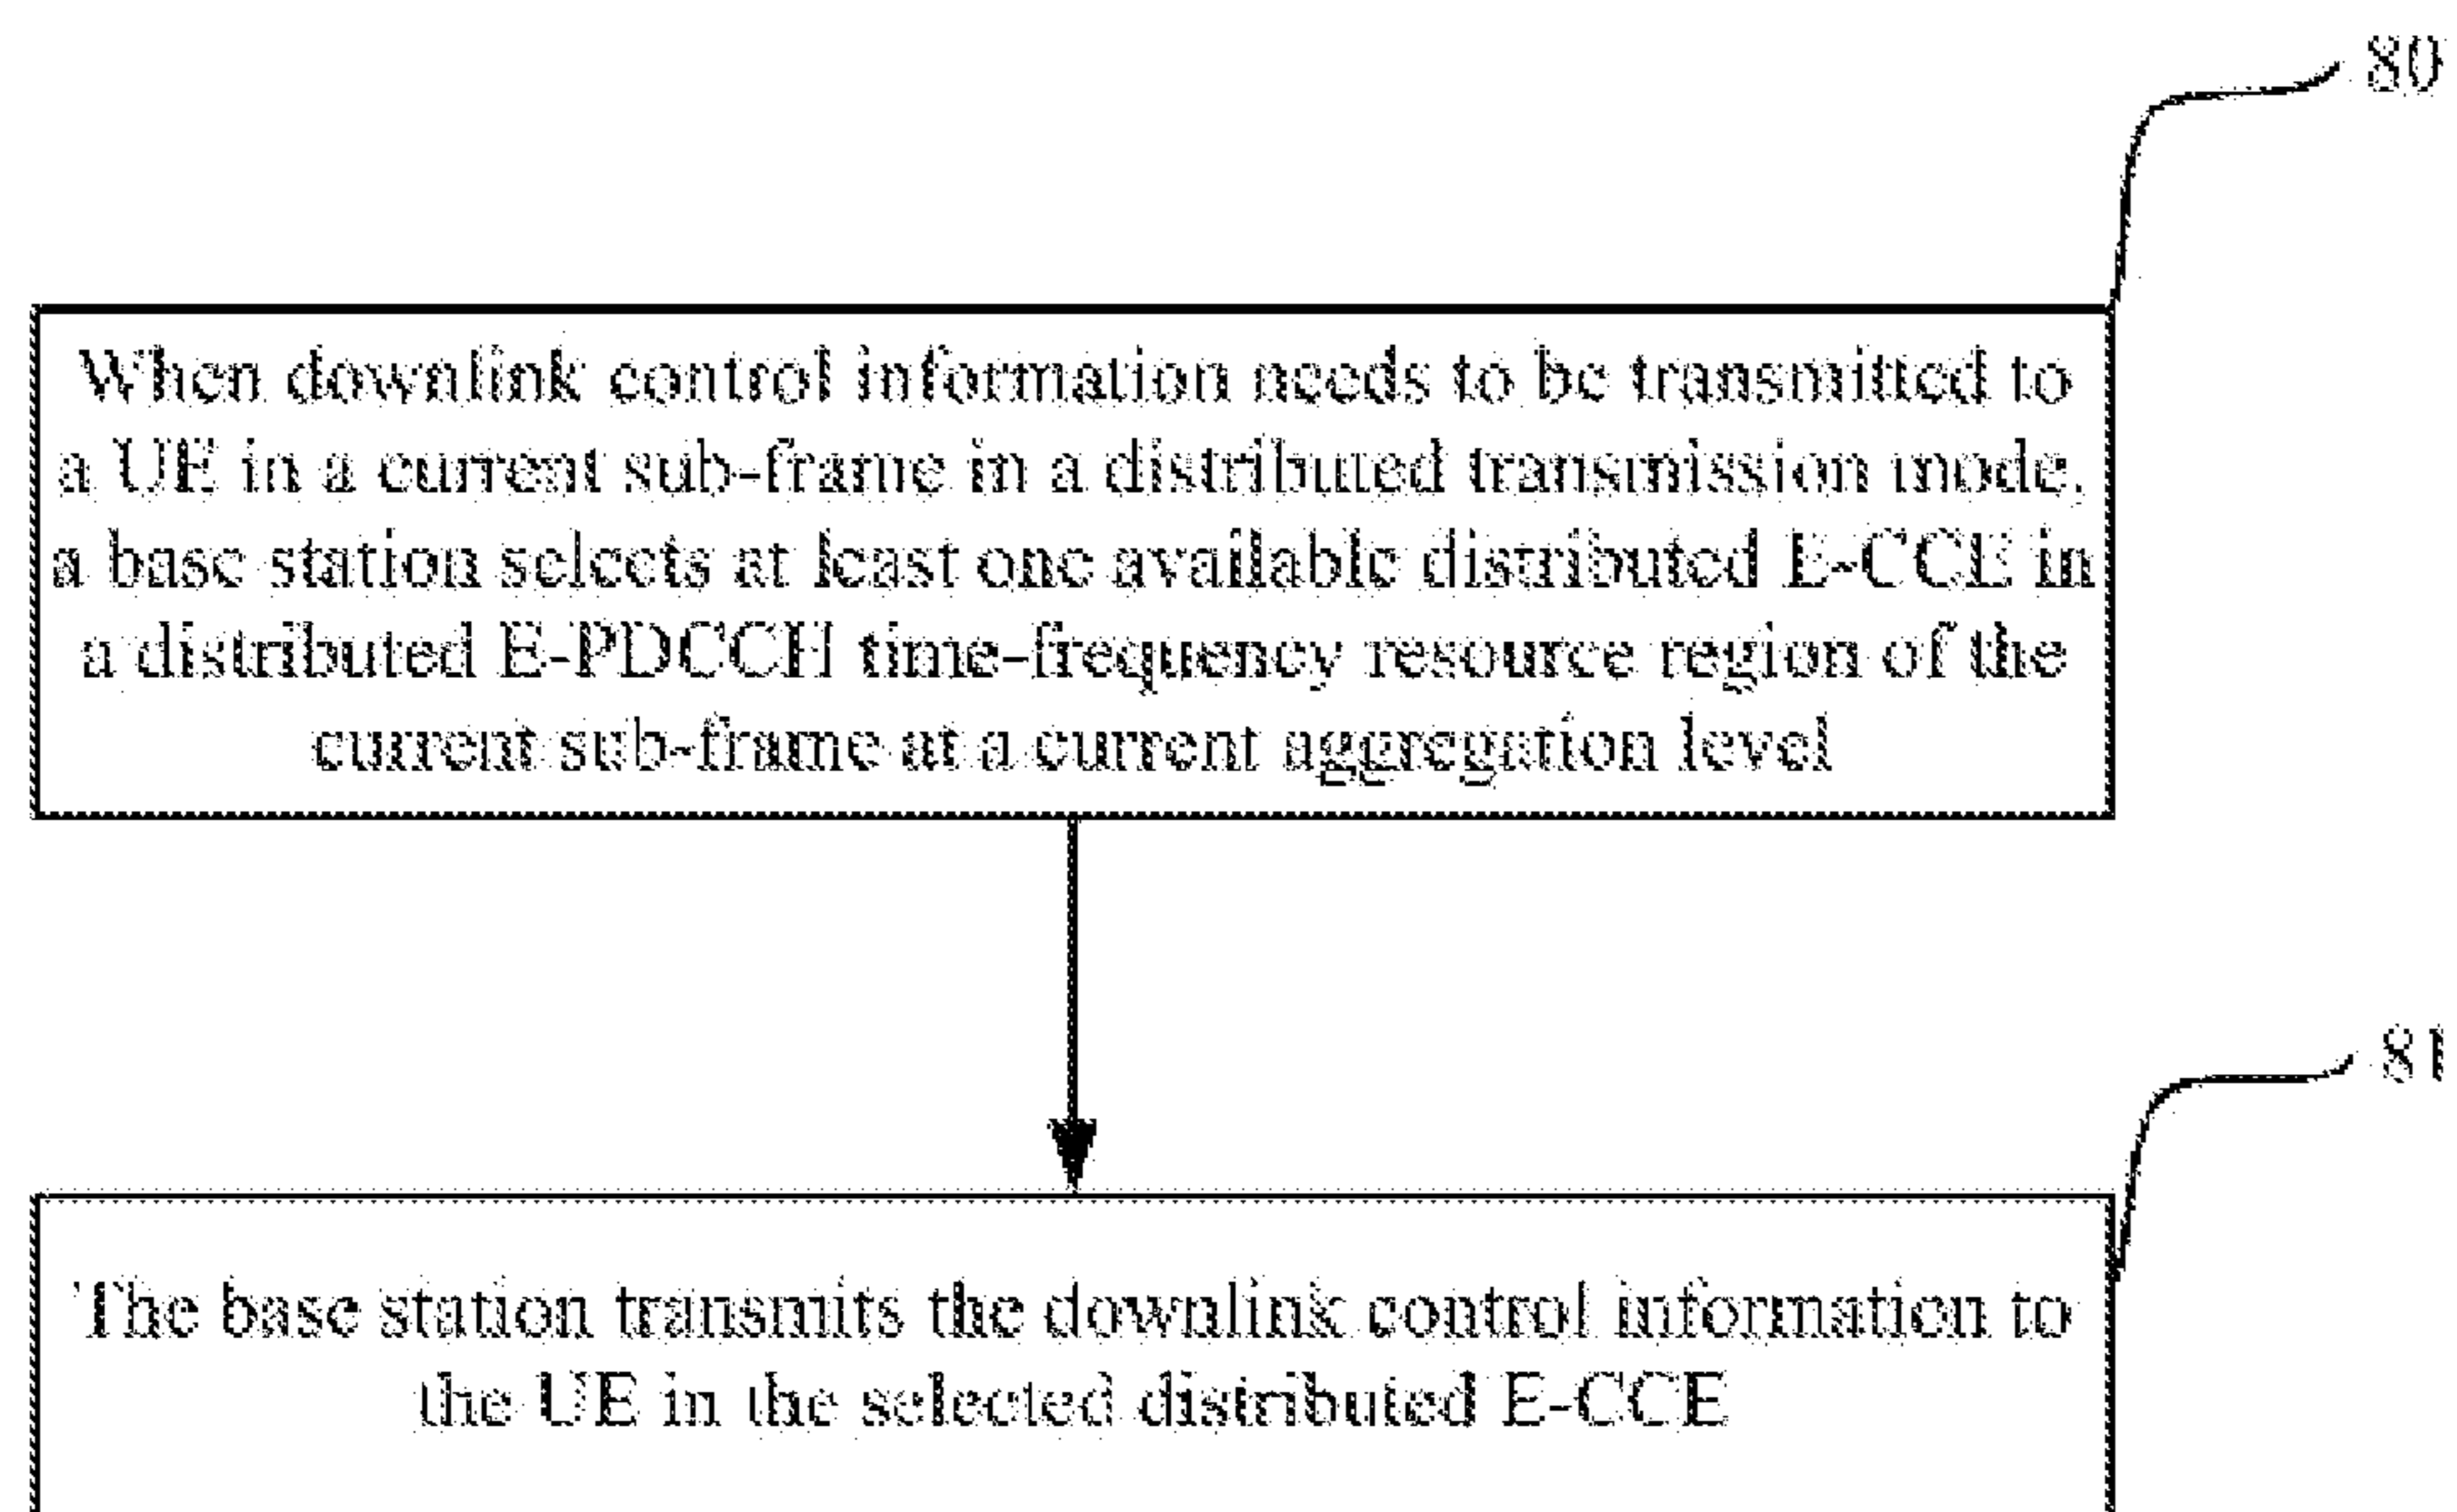 80
When downlink control information needs to be transmitted to
a UE in a current sub-frame in a distributed transmission mode,
a base station selects at least one available distributed E-CCE in
a distributed E-PDCCH time-frequency resource region of the
current sub-frame at a current aggregation level
81
The base station transmits the downlink control information to
the UE in the selected distributed E-CCE